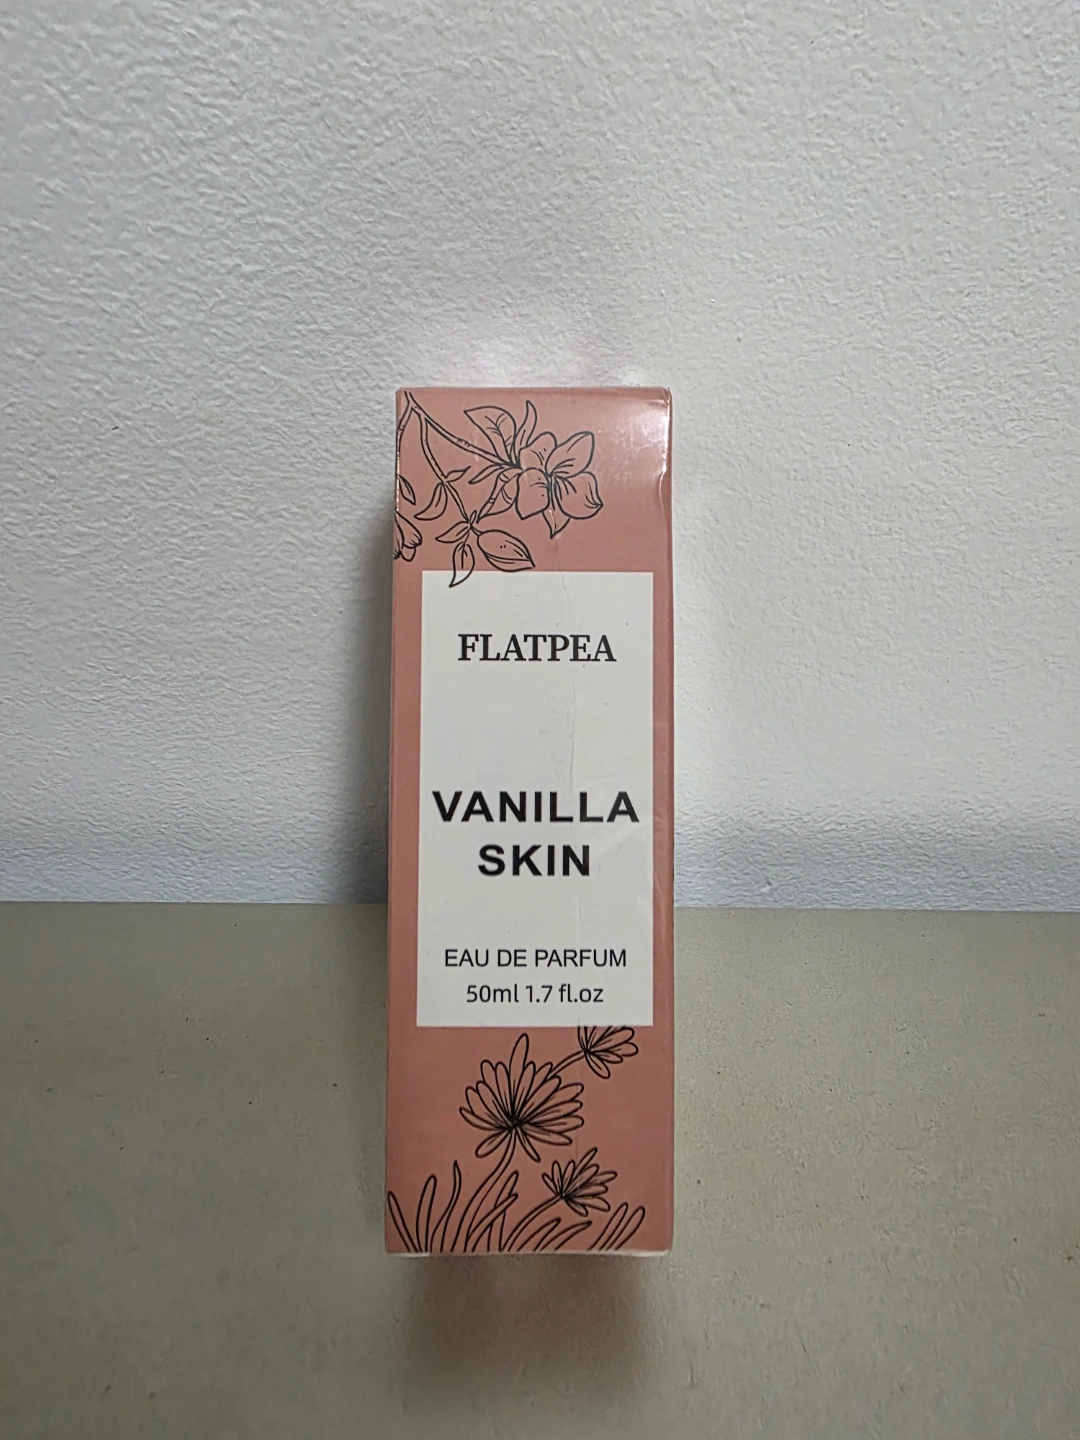 FLATPEA
VANILLA
SKIN
EAU DE PARFUM
50ml 1.7 fl.oz